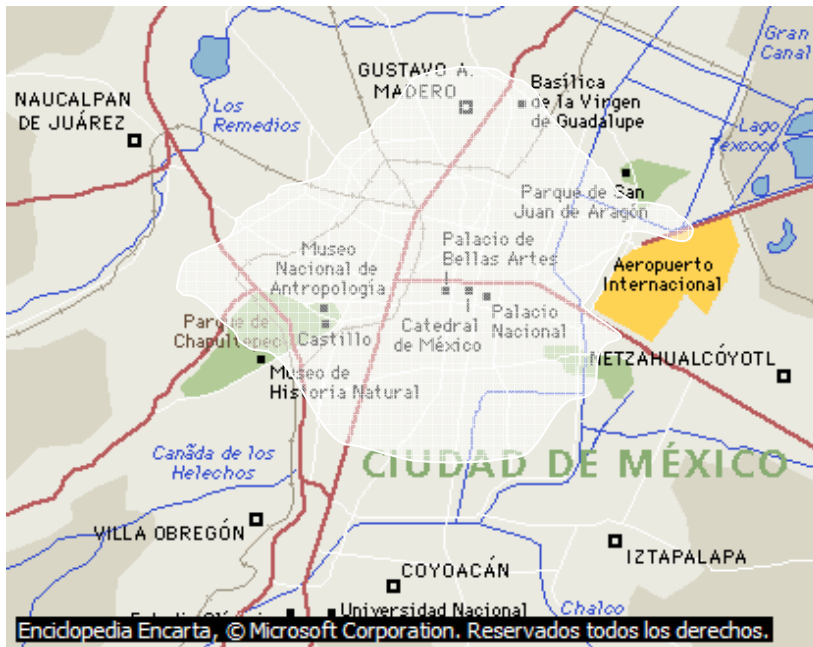 Gran
Canal
GUSTAVO A.
MADERO
Basílica
de la Virgen
de Guadalupe
NAUCALPAN
DE JUÁREZ
Los
Remedios
Lago
Texcoco
Parque de San
Juan de Aragón
Museo
Nacional de
Antropología
Palacio de
Bellas Artes
Aeropuerto
Internacional
Parque de
Chapultepec
Castillo
Catedral
de México
Palacio
Nacional
NETZAHUALCÓYOTL
Museo de
Historia Natural
Canãda de los
Helechos
CIUDAD DE MÉXICO
VILLA OBREGÓN
IZTAPALAPA
COYOACÁN
Universidad Nacional
Chalco
Enciclopedia Encarta, © Microsoft Corporation. Reservados todos los derechos.